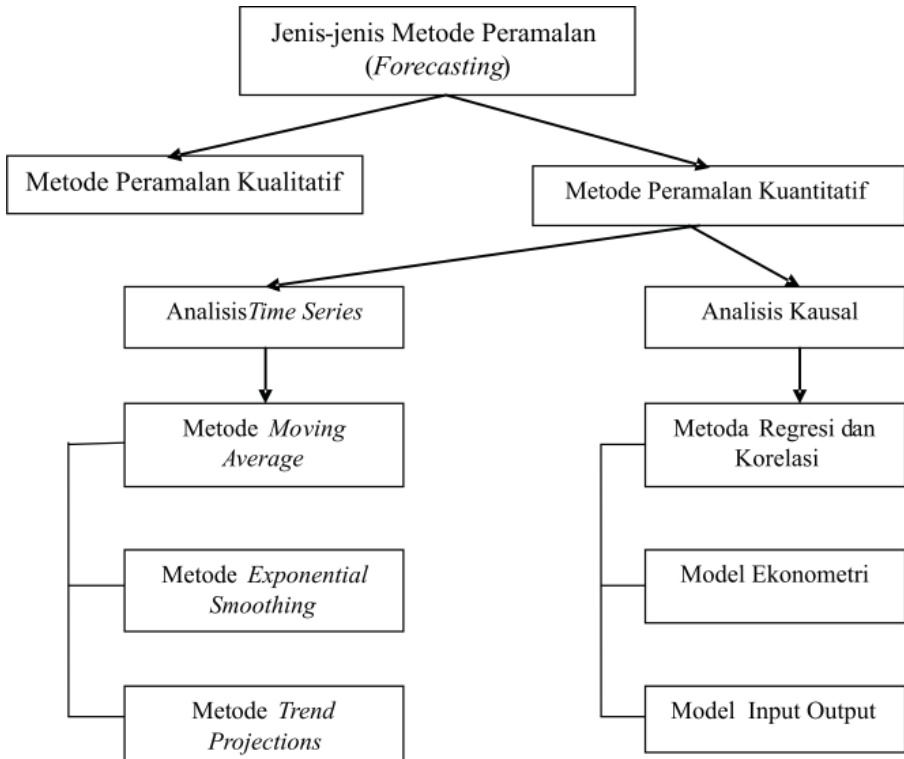 Jenis-jenis Metode Peramalan
(Forecasting)
Metode Peramalan Kualitatif
Metode Peramalan Kuantitatif
AnalisisTime Series
Analisis Kausal
Metode Moving
Average
Metoda Regresi dan
Korelasi
Metode Exponential
Smoothing
Model Ekonometri
Metode Trend
Projections
Model Input Output